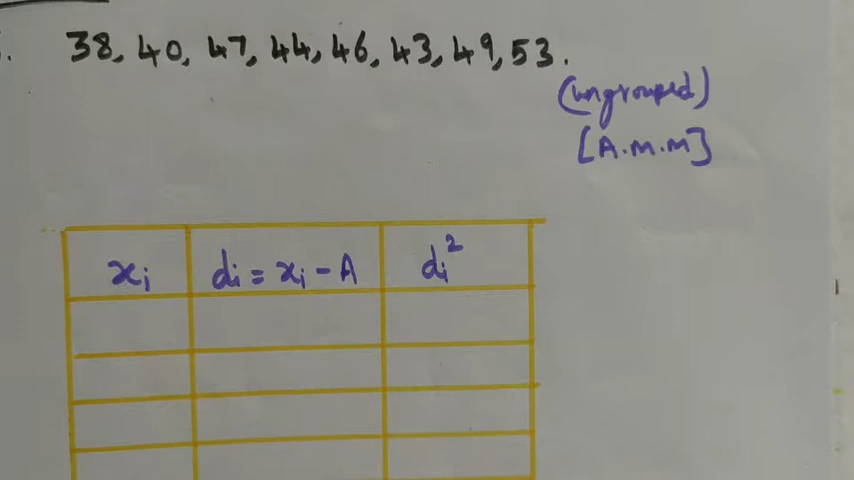 38, 40, 47, 44, 46, 43, 49, 53.
(ungrouped)
[A.M.M]
xi
di = xi - A
di²